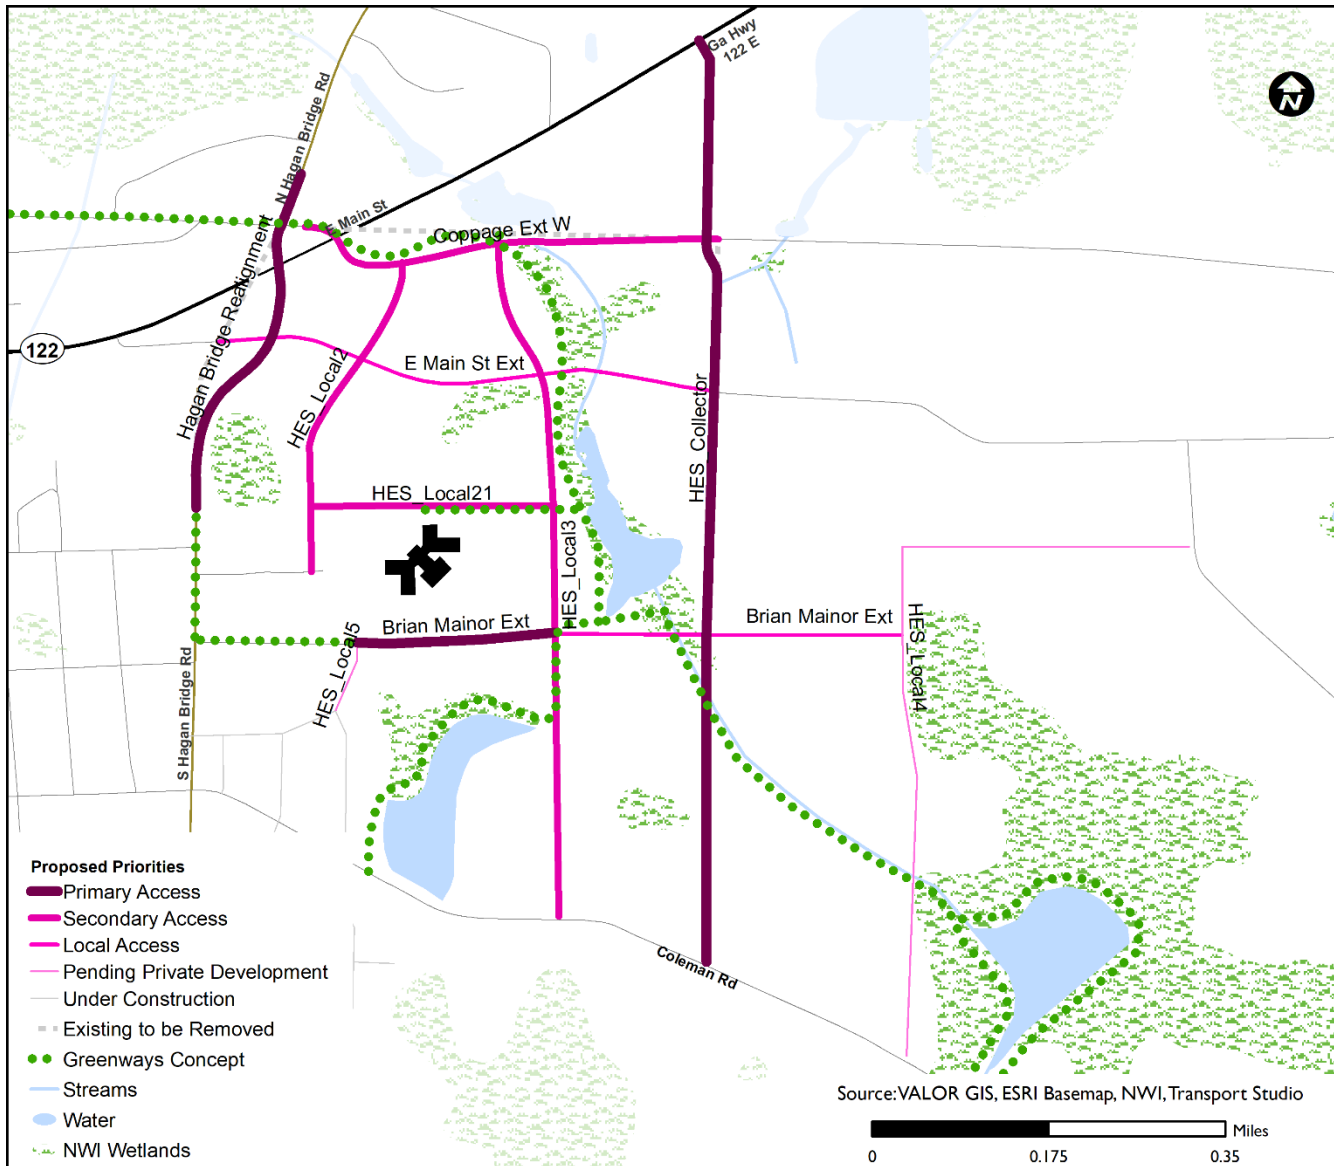 Ga Hwy
122 E
N
N Hagan Bridge Rd
E Main St
Coppage Ext W
Hagan Bridge Realignment
122
HES_Local2
E Main St Ext
HES_Collector
HES_Local21
HES_Local3
Brian Mainor Ext
Brian Mainor Ext
HES_Local5
HES_Local4
S Hagan Bridge Rd
Coleman Rd
Proposed Priorities
Primary Access
Secondary Access
Local Access
Pending Private Development
Under Construction
Existing to be Removed
Greenways Concept
Streams
Water
NWI Wetlands
Source: VALOR GIS, ESRI Basemap, NWI, Transport Studio
Miles
0 0.175 0.35